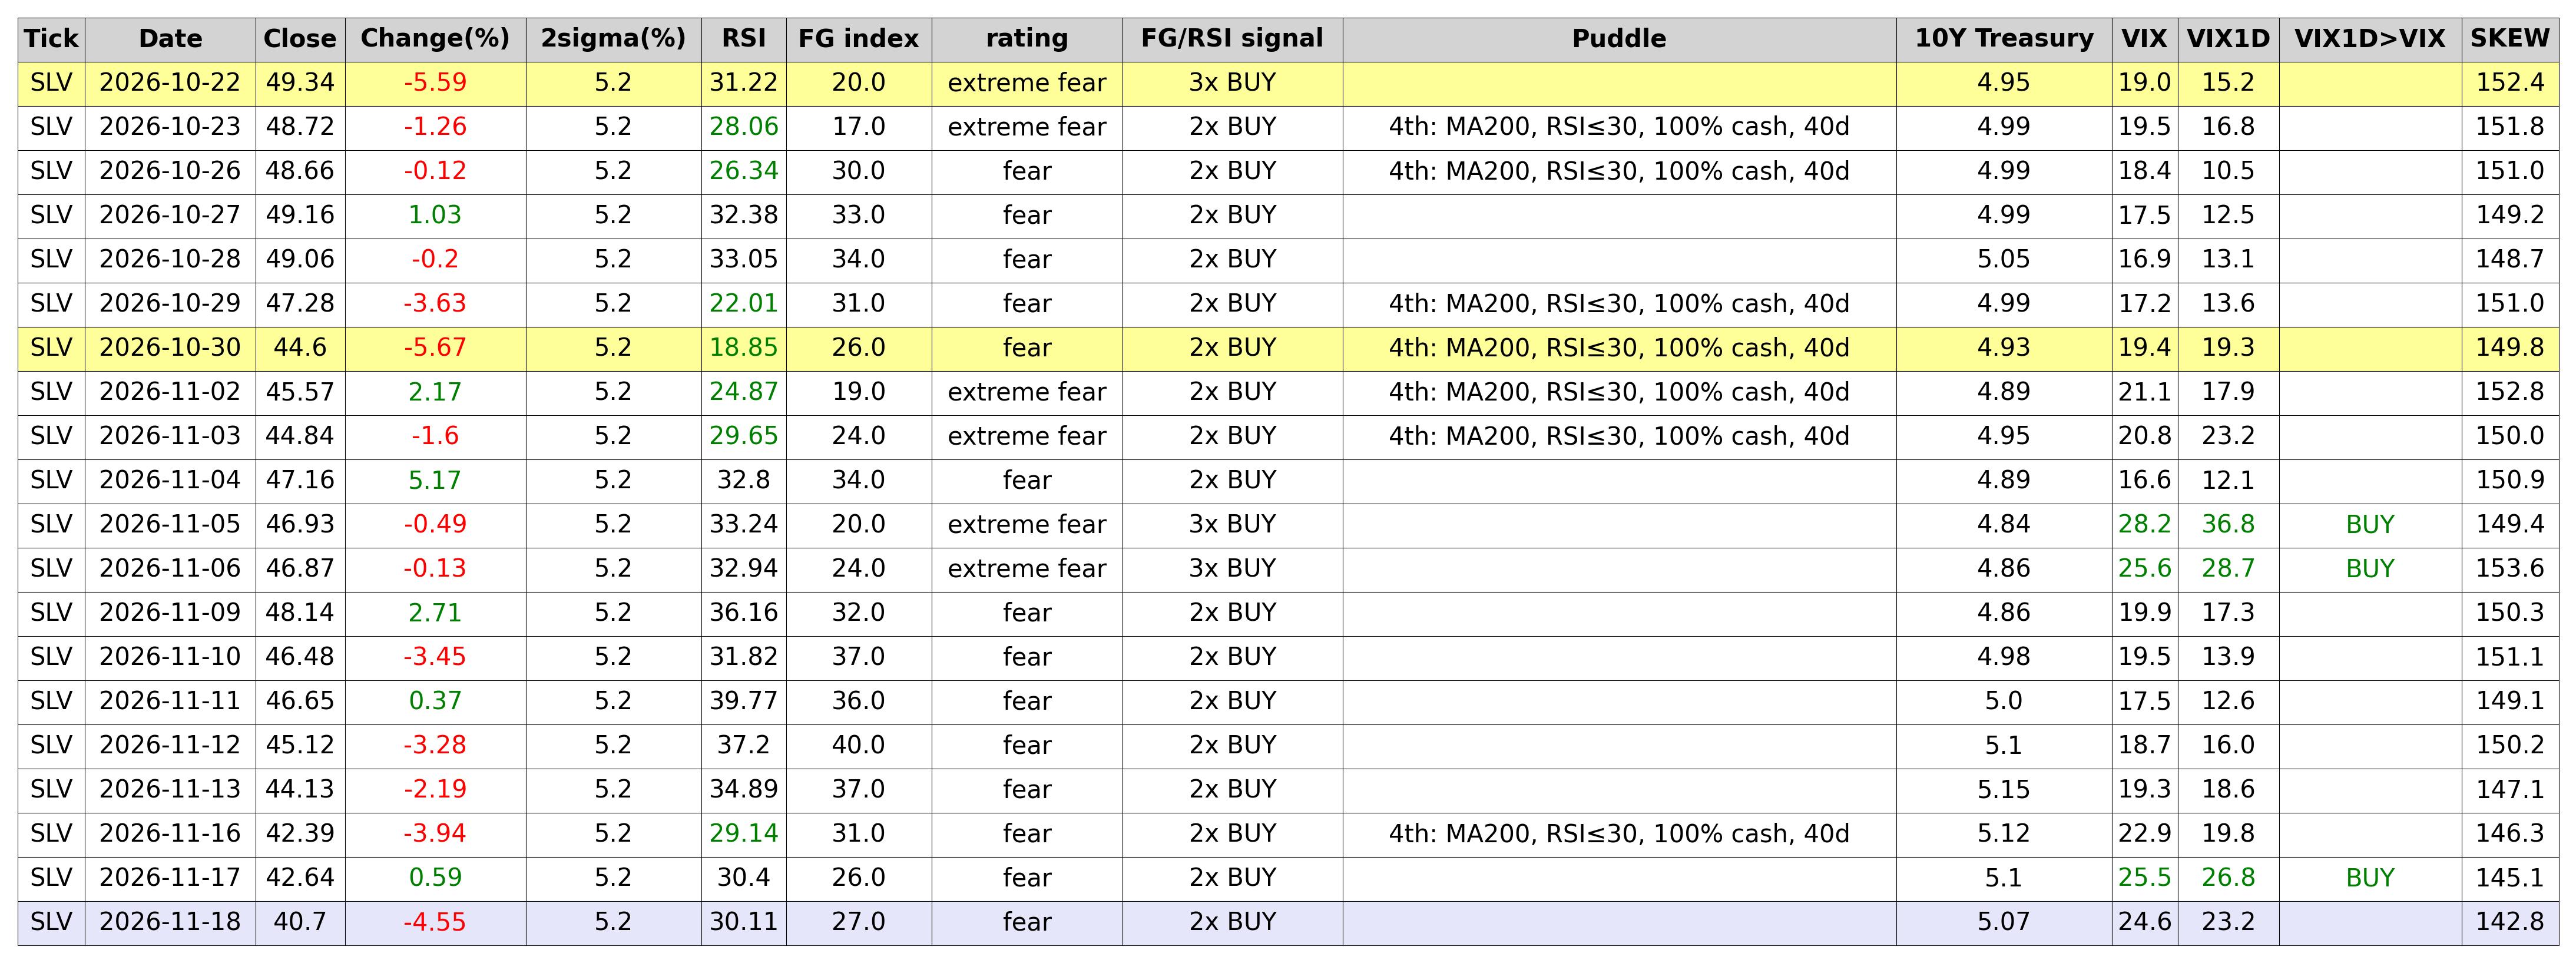 Tick Date Close Change(%) 2sigma(%) RSI FG index rating FG/RSI signal Puddle 10Y Treasury VIX VIX1D VIX1D>VIX SKEW
SLV 2026-10-22 49.34 -5.59 5.2 31.22 20.0 extreme fear 3x BUY 4.95 19.0 15.2 152.4
SLV 2026-10-23 48.72 -1.26 5.2 28.06 17.0 extreme fear 2x BUY 4th: MA200, RSI≤30, 100% cash, 40d 4.99 19.5 16.8 151.8
SLV 2026-10-26 48.66 -0.12 5.2 26.34 30.0 fear 2x BUY 4th: MA200, RSI≤30, 100% cash, 40d 4.99 18.4 10.5 151.0
SLV 2026-10-27 49.16 1.03 5.2 32.38 33.0 fear 2x BUY 4.99 17.5 12.5 149.2
SLV 2026-10-28 49.06 -0.2 5.2 33.05 34.0 fear 2x BUY 5.05 16.9 13.1 148.7
SLV 2026-10-29 47.28 -3.63 5.2 22.01 31.0 fear 2x BUY 4th: MA200, RSI≤30, 100% cash, 40d 4.99 17.2 13.6 151.0
SLV 2026-10-30 44.6 -5.67 5.2 18.85 26.0 fear 2x BUY 4th: MA200, RSI≤30, 100% cash, 40d 4.93 19.4 19.3 149.8
SLV 2026-11-02 45.57 2.17 5.2 24.87 19.0 extreme fear 2x BUY 4th: MA200, RSI≤30, 100% cash, 40d 4.89 21.1 17.9 152.8
SLV 2026-11-03 44.84 -1.6 5.2 29.65 24.0 extreme fear 2x BUY 4th: MA200, RSI≤30, 100% cash, 40d 4.95 20.8 23.2 150.0
SLV 2026-11-04 47.16 5.17 5.2 32.8 34.0 fear 2x BUY 4.89 16.6 12.1 150.9
SLV 2026-11-05 46.93 -0.49 5.2 33.24 20.0 extreme fear 3x BUY 4.84 28.2 36.8 BUY 149.4
SLV 2026-11-06 46.87 -0.13 5.2 32.94 24.0 extreme fear 3x BUY 4.86 25.6 28.7 BUY 153.6
SLV 2026-11-09 48.14 2.71 5.2 36.16 32.0 fear 2x BUY 4.86 19.9 17.3 150.3
SLV 2026-11-10 46.48 -3.45 5.2 31.82 37.0 fear 2x BUY 4.98 19.5 13.9 151.1
SLV 2026-11-11 46.65 0.37 5.2 39.77 36.0 fear 2x BUY 5.0 17.5 12.6 149.1
SLV 2026-11-12 45.12 -3.28 5.2 37.2 40.0 fear 2x BUY 5.1 18.7 16.0 150.2
SLV 2026-11-13 44.13 -2.19 5.2 34.89 37.0 fear 2x BUY 5.15 19.3 18.6 147.1
SLV 2026-11-16 42.39 -3.94 5.2 29.14 31.0 fear 2x BUY 4th: MA200, RSI≤30, 100% cash, 40d 5.12 22.9 19.8 146.3
SLV 2026-11-17 42.64 0.59 5.2 30.4 26.0 fear 2x BUY 5.1 25.5 26.8 BUY 145.1
SLV 2026-11-18 40.7 -4.55 5.2 30.11 27.0 fear 2x BUY 5.07 24.6 23.2 142.8